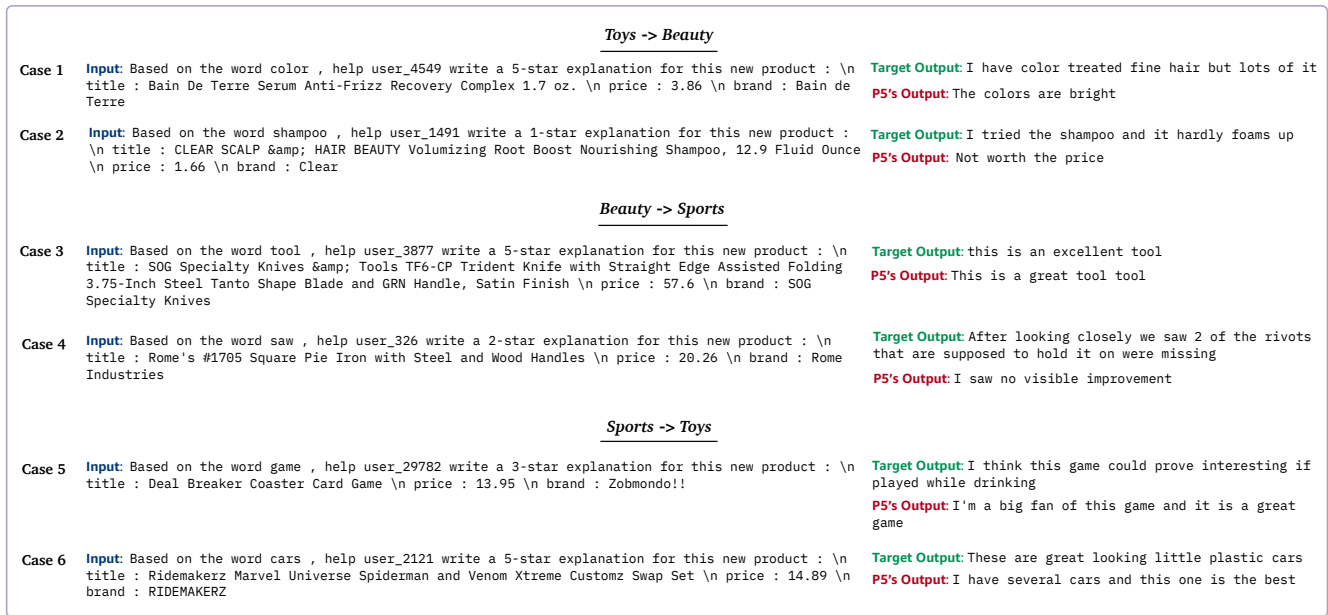 Toys -> Beauty
Case 1
Input: Based on the word color , help user_4549 write a 5-star explanation for this new product : \n
title : Bain De Terre Serum Anti-Frizz Recovery Complex 1.7 oz. \n price : 3.86 \n brand : Bain de
Terre
Target Output: I have color treated fine hair but lots of it
P5's Output: The colors are bright
Case 2
Input: Based on the word shampoo , help user_1491 write a 1-star explanation for this new product :
\n title : CLEAR SCALP &amp; HAIR BEAUTY Volumizing Root Boost Nourishing Shampoo, 12.9 Fluid Ounce
\n price : 1.66 \n brand : Clear
Target Output: I tried the shampoo and it hardly foams up
P5's Output: Not worth the price
Beauty -> Sports
Case 3
Input: Based on the word tool , help user_3877 write a 5-star explanation for this new product : \n
title : SOG Specialty Knives &amp; Tools TF6-CP Trident Knife with Straight Edge Assisted Folding
3.75-Inch Steel Tanto Shape Blade and GRN Handle, Satin Finish \n price : 57.6 \n brand : SOG
Specialty Knives
Target Output: this is an excellent tool
P5's Output: This is a great tool tool
Case 4
Input: Based on the word saw , help user_326 write a 2-star explanation for this new product : \n
title : Rome's #1705 Square Pie Iron with Steel and Wood Handles \n price : 20.26 \n brand : Rome
Industries
Target Output: After looking closely we saw 2 of the rivots
that are supposed to hold it on were missing
P5's Output: I saw no visible improvement
Sports -> Toys
Case 5
Input: Based on the word game , help user_29782 write a 3-star explanation for this new product : \n
title : Deal Breaker Coaster Card Game \n price : 13.95 \n brand : Zobmondo!!
Target Output: I think this game could prove interesting if
played while drinking
P5's Output: I'm a big fan of this game and it is a great
game
Case 6
Input: Based on the word cars , help user_2121 write a 5-star explanation for this new product : \n
title : Ridemakerz Marvel Universe Spiderman and Venom Xtreme Customz Swap Set \n price : 14.89 \n
brand : RIDEMAKERZ
Target Output: These are great looking little plastic cars
P5's Output: I have several cars and this one is the best